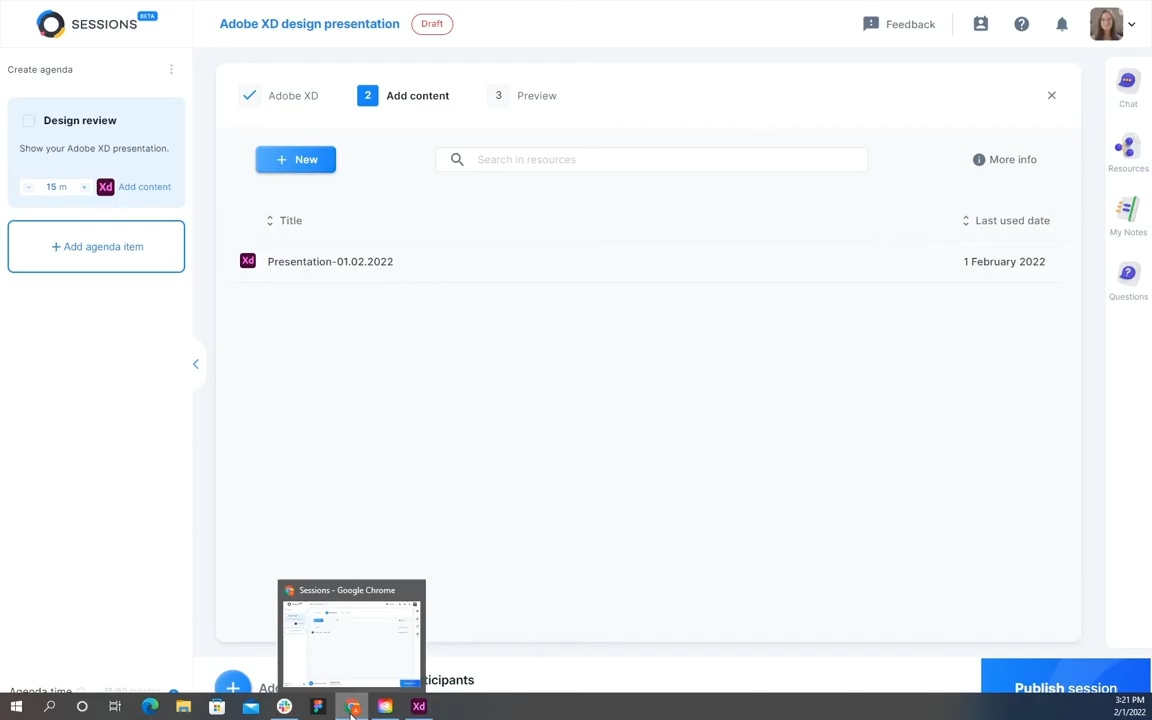 SESSIONS BETA
Adobe XD design presentation
Draft
Feedback
Create agenda
Design review
Show your Adobe XD presentation.
- 15 m +
Xd Add content
+ Add agenda item
Adobe XD
2 Add content
3 Preview
+ New
Search in resources
More info
Title
Last used date
Xd Presentation-01.02.2022
1 February 2022
Chat
Resources
My Notes
Questions
Sessions - Google Chrome
Publish session
Xd
3:21 PM
2/1/2022